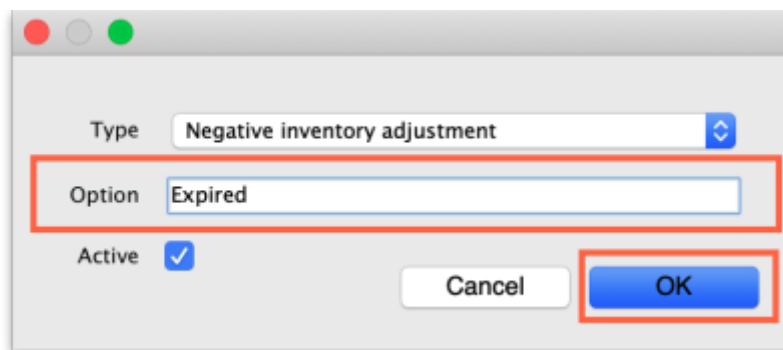 Type Negative inventory adjustment
Option Expired
Active
Cancel OK